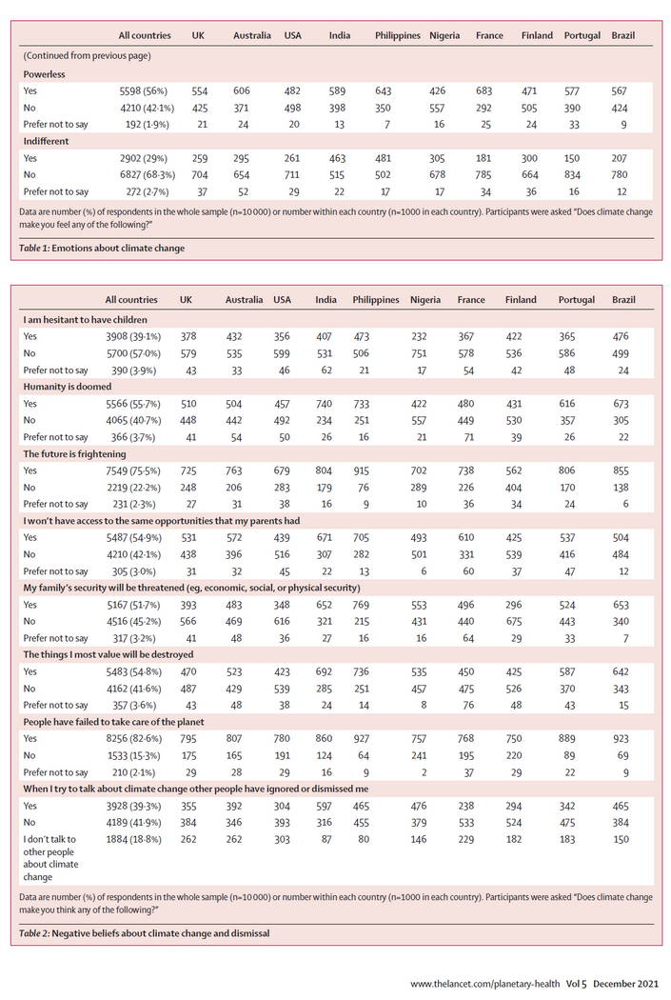 All countries UK Australia USA India Philippines Nigeria France Finland Portugal Brazil
(Continued from previous page)
Powerless
Yes 5598 (56%) 554 606 482 589 643 426 683 471 577 567
No 4210 (42·1%) 425 371 498 398 350 557 292 505 390 424
Prefer not to say 192 (1·9%) 21 24 20 13 7 16 25 24 33 9
Indifferent
Yes 2902 (29%) 259 295 261 463 481 305 181 300 150 207
No 6827 (68·3%) 704 654 711 515 502 678 785 664 834 780
Prefer not to say 272 (2·7%) 37 52 29 22 17 17 34 36 16 12
Data are number (%) of respondents in the whole sample (n=10 000) or number within each country (n=1000 in each country). Participants were asked “Does climate change
make you feel any of the following?”
Table 1: Emotions about climate change
All countries UK Australia USA India Philippines Nigeria France Finland Portugal Brazil
I am hesitant to have children
Yes 3908 (39·1%) 378 432 356 407 473 232 367 422 365 476
No 5700 (57·0%) 579 535 599 531 506 751 578 536 586 499
Prefer not to say 390 (3·9%) 43 33 46 62 21 17 54 42 48 24
Humanity is doomed
Yes 5566 (55·7%) 510 504 457 740 733 422 480 431 616 673
No 4065 (40·7%) 448 442 492 234 251 557 449 530 357 305
Prefer not to say 366 (3·7%) 41 54 50 26 16 21 71 39 26 22
The future is frightening
Yes 7549 (75·5%) 725 763 679 804 915 702 738 562 806 855
No 2219 (22·2%) 248 206 283 179 76 289 226 404 170 138
Prefer not to say 231 (2·3%) 27 31 38 16 9 10 36 34 24 6
I won’t have access to the same opportunities that my parents had
Yes 5487 (54·9%) 531 572 439 671 705 493 610 425 537 504
No 4210 (42·1%) 438 396 516 307 282 501 331 539 416 484
Prefer not to say 305 (3·0%) 31 32 45 22 13 6 60 37 47 12
My family’s security will be threatened (eg, economic, social, or physical security)
Yes 5167 (51·7%) 393 483 348 652 769 553 496 296 524 653
No 4516 (45·2%) 566 469 616 321 215 431 440 675 443 340
Prefer not to say 317 (3·2%) 41 48 36 27 16 16 64 29 33 7
The things I most value will be destroyed
Yes 5483 (54·8%) 470 523 423 692 736 535 450 425 587 642
No 4162 (41·6%) 487 429 539 285 251 457 475 526 370 343
Prefer not to say 357 (3·6%) 43 48 38 24 14 8 76 48 43 15
People have failed to take care of the planet
Yes 8256 (82·6%) 795 807 780 860 927 757 768 750 889 923
No 1533 (15·3%) 175 165 191 124 64 241 195 220 89 69
Prefer not to say 210 (2·1%) 29 28 29 16 9 2 37 29 22 9
When I try to talk about climate change other people have ignored or dismissed me
Yes 3928 (39·3%) 355 392 304 597 465 476 238 294 342 465
No 4189 (41·9%) 384 346 393 316 455 379 533 524 475 384
I don’t talk to 1884 (18·8%) 262 262 303 87 80 146 229 182 183 150
other people
about climate
change
Data are number (%) of respondents in the whole sample (n=10 000) or number within each country (n=1000 in each country). Participants were asked “Does climate change
make you think any of the following?”
Table 2: Negative beliefs about climate change and dismissal
www.thelancet.com/planetary-health Vol 5 December 2021